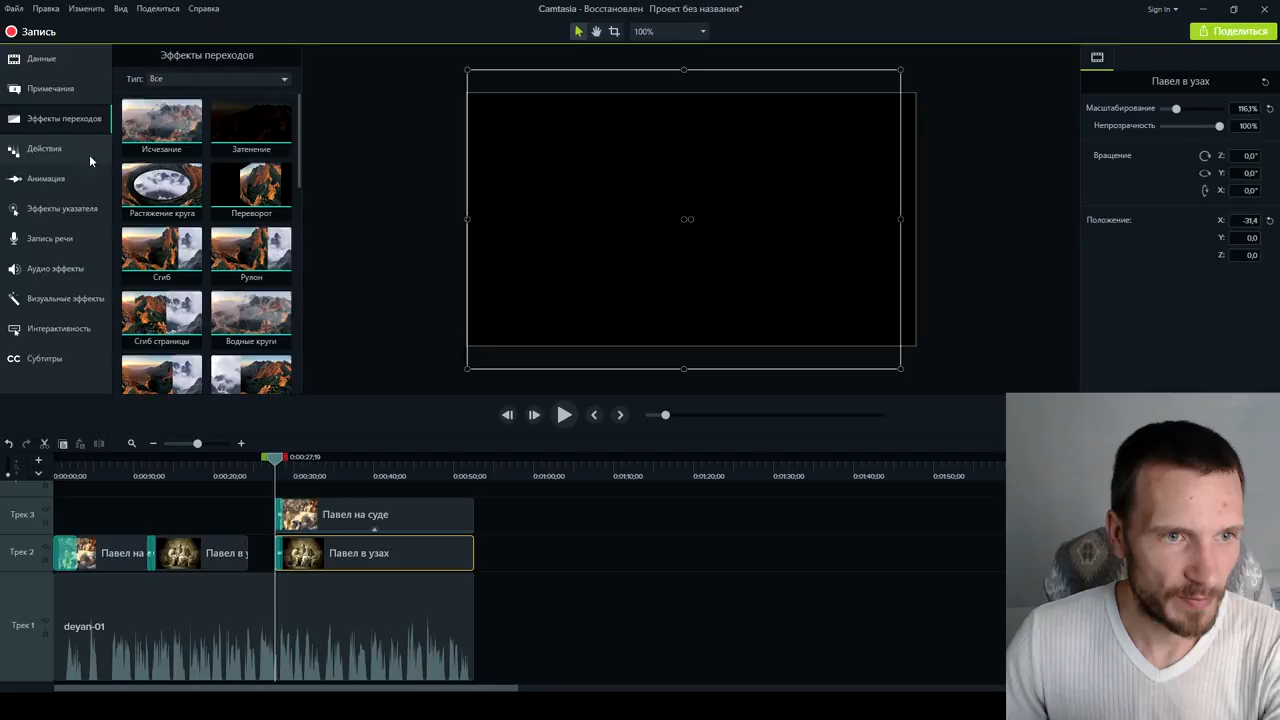 Файл Правка Изменить Вид Поделиться Справка
Camtasia - Восстановлен Проект без названия*
Sign In
Запись
100%
Поделиться
Данные
Примечания
Эффекты переходов
Действия
Анимация
Эффекты указателя
Запись речи
Аудио эффекты
Визуальные эффекты
Интерактивность
CC Субтитры
Эффекты переходов
Тип: Все
Исчезание Затенение
Растяжение круга Переворот
Сгиб Рулон
Сгиб страницы Водные круги
Павел в узах
Масштабирование 116,1%
Непрозрачность 100%
Вращение Z: 0,0°
Y: 0,0°
X: 0,0°
Положение: X: -31,4
Y: 0,0
Z: 0,0
0:00:27;19
0:00:00;00 0:00:10;00 0:00:20;00 0:00:30;00 0:00:40;00 0:00:50;00 0:01:00;00 0:01:10;00 0:01:20;00 0:01:30;00 0:01:40;00 0:01:50;00
Трек 3 Павел на суде
Трек 2 Павел на Павел в у Павел в узах
Трек 1 deyan-01